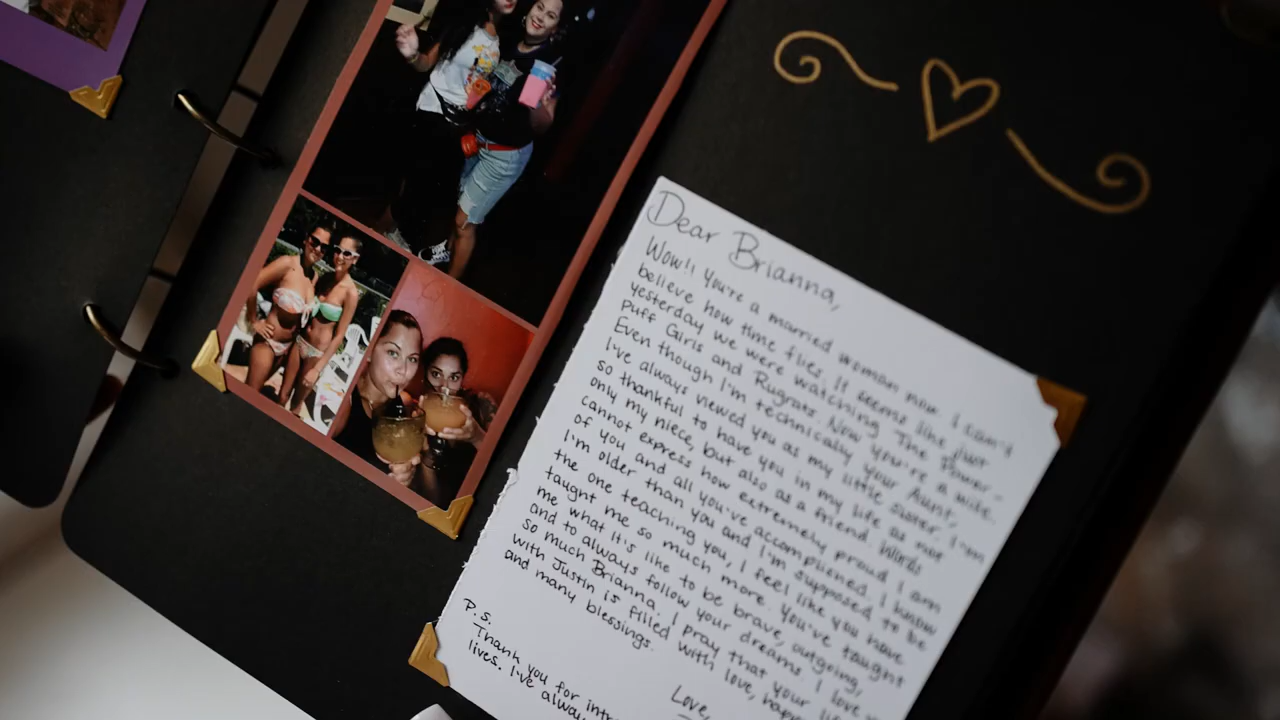 Dear Brianna,
Wow!! You're a married woman now. I can't
believe how time flies. It seems like just
yesterday we were watching The Power-
Puff Girls and Rugrats. Now you're a wife.
Even though I'm technically your Aunt,
I've always viewed you as my little sister. I'm
so thankful to have you in my life as not
only my niece, but also as a friend. Words
cannot express how extremely proud I am
of you and all you've accomplished. I know
I'm older than you and I'm supposed to be
the one teaching you, I feel like you have
taught me so much more. You've taught
me what it's like to be brave, outgoing,
and to always follow your dreams. I love
so much Brianna. I pray that your
with Justin is filled with love,
and many blessings.
Love,
P.S.
Thank you for
lives. I've